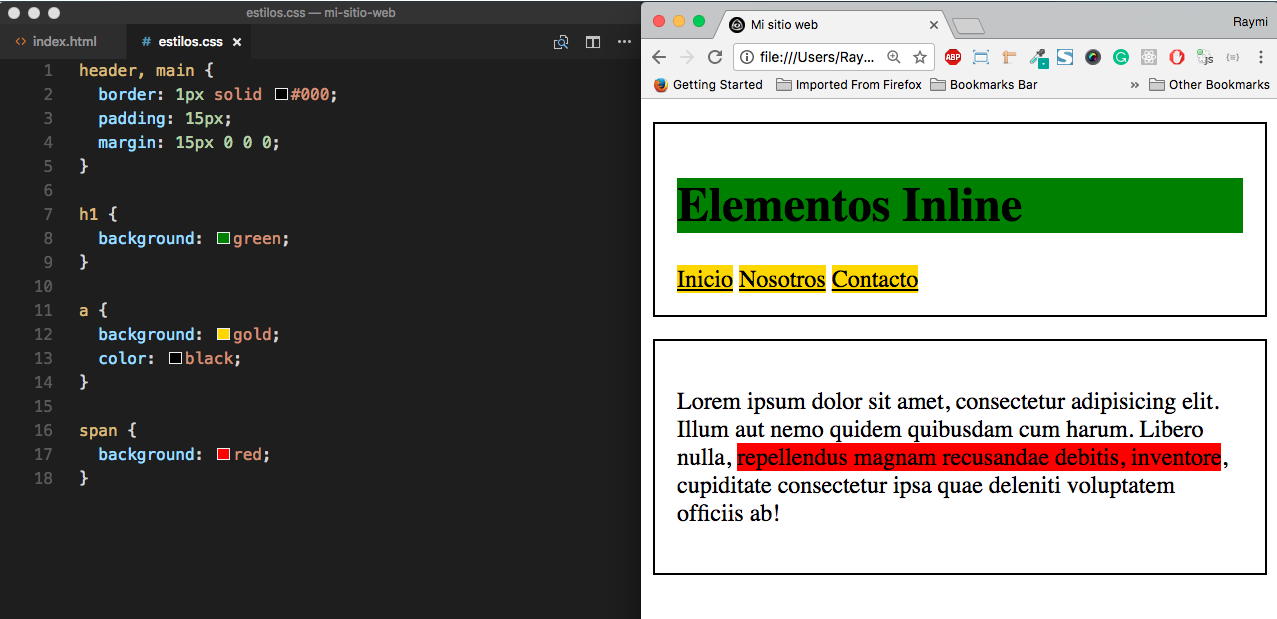 estilos.css — mi-sitio-web
index.html
# estilos.css
1 header, main {
2 border: 1px solid #000;
3 padding: 15px;
4 margin: 15px 0 0 0;
5 }
6
7 h1 {
8 background: green;
9 }
10
11 a {
12 background: gold;
13 color: black;
14 }
15
16 span {
17 background: red;
18 }
Mi sitio web
Raymi
file:///Users/Ray...
ABP
S
G
js
Getting Started Imported From Firefox Bookmarks Bar » Other Bookmarks
Elementos Inline
Inicio Nosotros Contacto
Lorem ipsum dolor sit amet, consectetur adipisicing elit.
Illum aut nemo quidem quibusdam cum harum. Libero
nulla, repellendus magnam recusandae debitis, inventore,
cupiditate consectetur ipsa quae deleniti voluptatem
officiis ab!